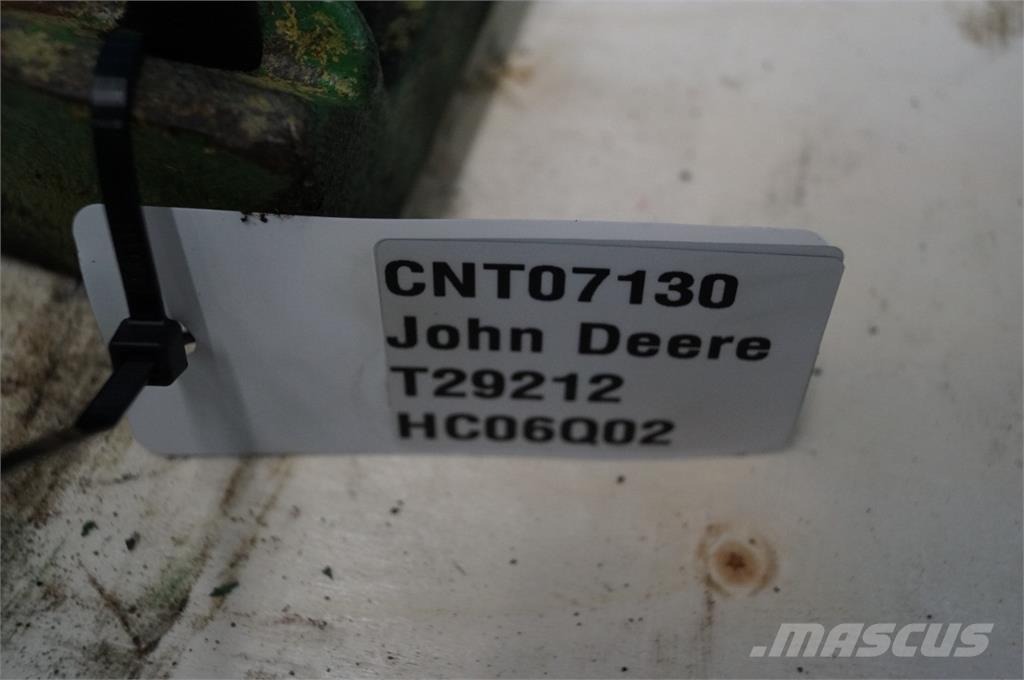 CNT07130
John Deere
T29212
HC06Q02
MASCUS